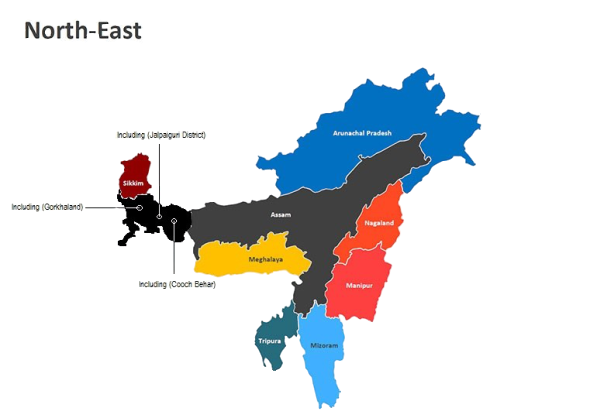 North-East
Arunachal Pradesh
Including (Jalpaiguri District)
Sikkim
Including (Gorkhaland)
Assam
Nagaland
Meghalaya
Including (Cooch Behar)
Manipur
Tripura
Mizoram